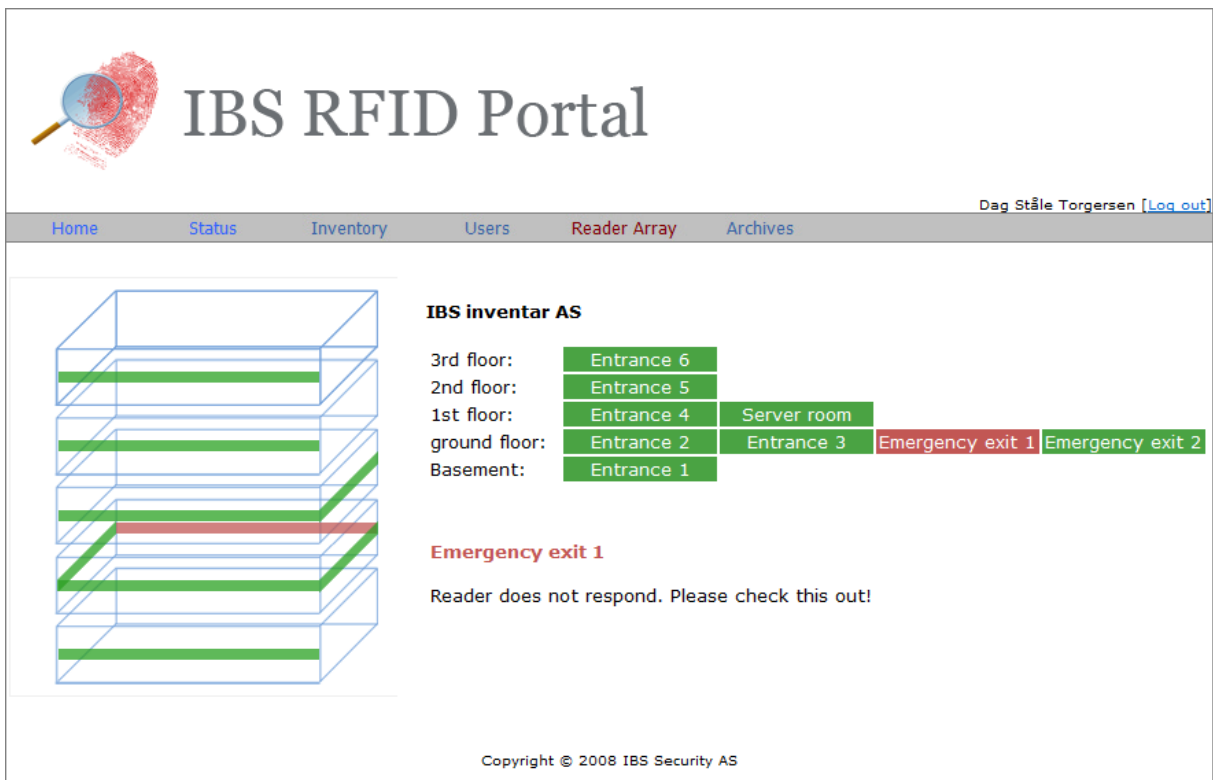 IBS RFID Portal
Dag Ståle Torgersen [Log out]
Home Status Inventory Users Reader Array Archives
IBS inventar AS
3rd floor: Entrance 6
2nd floor: Entrance 5
1st floor: Entrance 4 Server room
ground floor: Entrance 2 Entrance 3 Emergency exit 1 Emergency exit 2
Basement: Entrance 1
Emergency exit 1
Reader does not respond. Please check this out!
Copyright © 2008 IBS Security AS